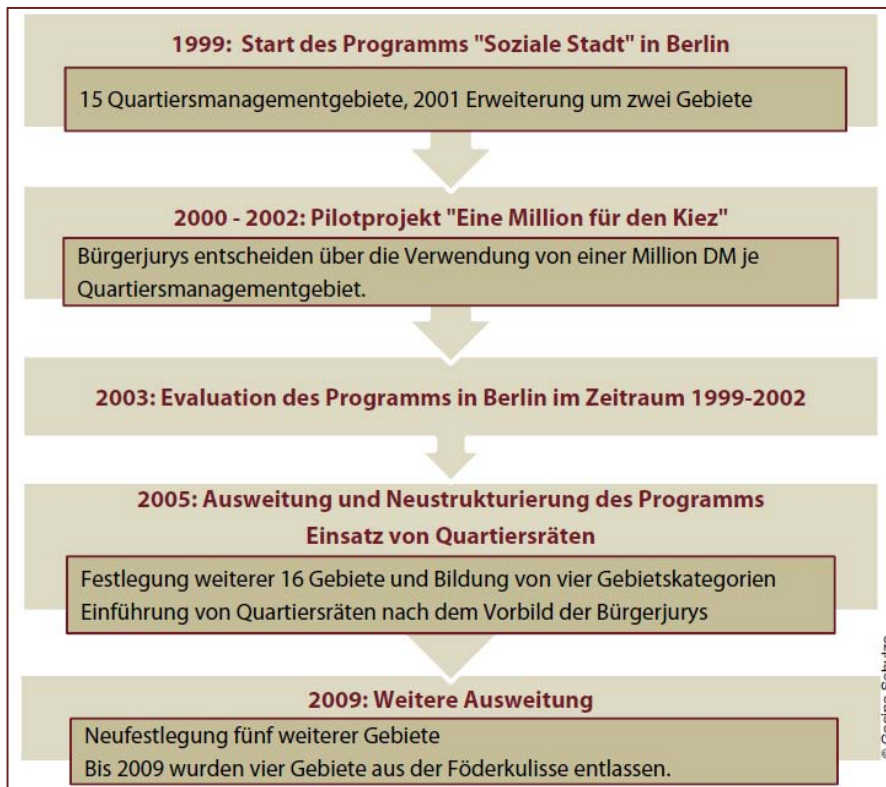 1999: Start des Programms "Soziale Stadt" in Berlin
15 Quartiersmanagementgebiete, 2001 Erweiterung um zwei Gebiete
2000 - 2002: Pilotprojekt "Eine Million für den Kiez"
Bürgerjurys entscheiden über die Verwendung von einer Million DM je
Quartiersmanagementgebiet.
2003: Evaluation des Programms in Berlin im Zeitraum 1999-2002
2005: Ausweitung und Neustrukturierung des Programms
Einsatz von Quartiersräten
Festlegung weiterer 16 Gebiete und Bildung von vier Gebietskategorien
Einführung von Quartiersräten nach dem Vorbild der Bürgerjurys
2009: Weitere Ausweitung
Neufestlegung fünf weiterer Gebiete
Bis 2009 wurden vier Gebiete aus der Föderkulisse entlassen.